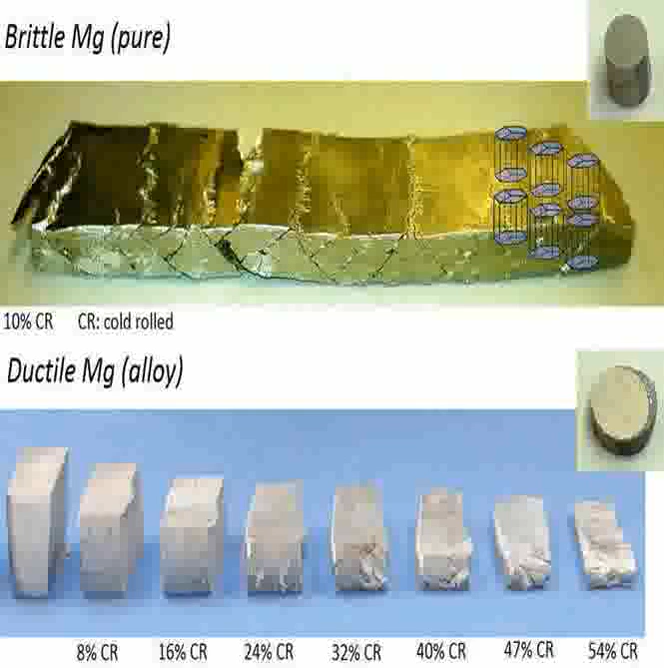 Brittle Mg (pure)
10% CR CR: cold rolled
Ductile Mg (alloy)
8% CR 16% CR 24% CR 32% CR 40% CR 47% CR 54% CR